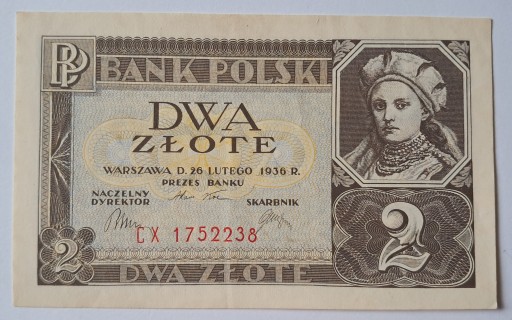 BP BANK POLSKI
DWA
ZŁOTE
WARSZAWA D. 26 LUTEGO 1936 R.
PREZES BANKU
NACZELNY
DYREKTOR
SKARBNIK
CX 1752238
2
2
DWA ZŁOTE